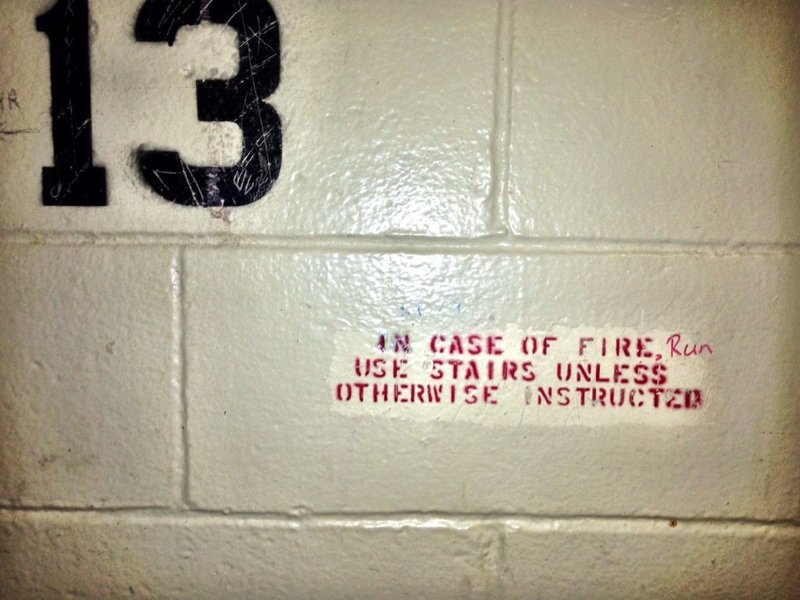 13
IN CASE OF FIRE, Run
USE STAIRS UNLESS
OTHERWISE INSTRUCTED